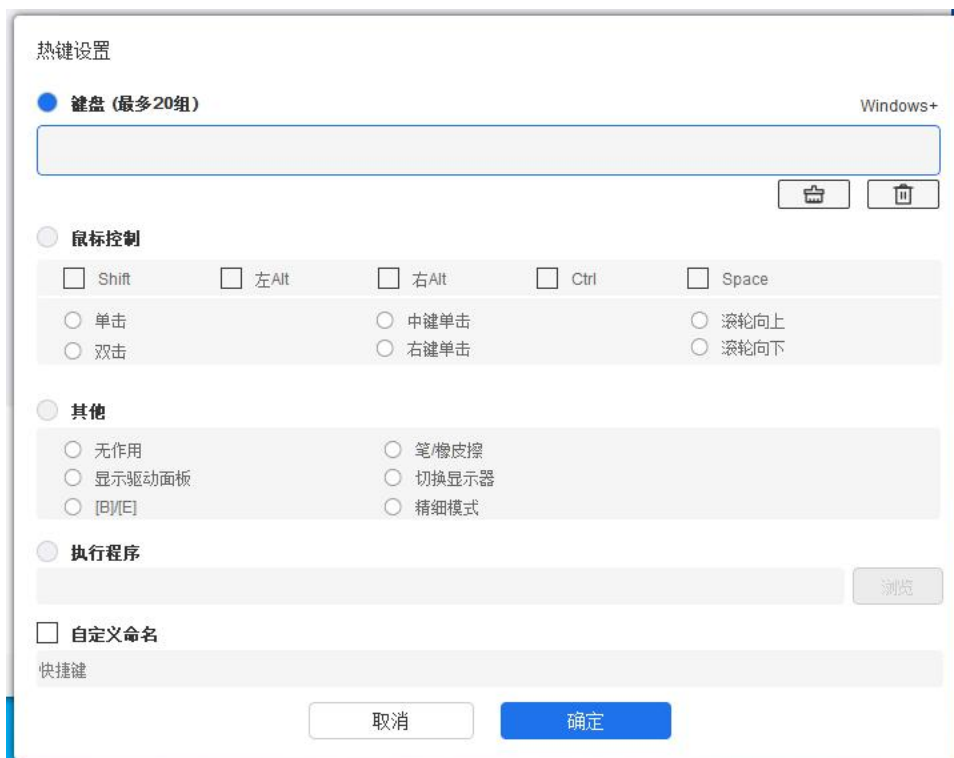 热键设置
键盘 (最多20组) Windows+
鼠标控制
Shift 左Alt 右Alt Ctrl Space
单击 中键单击 滚轮向上
双击 右键单击 滚轮向下
其他
无作用 笔/橡皮擦
显示驱动面板 切换显示器
[B]/[E] 精细模式
执行程序
浏览
自定义命名
快捷键
取消 确定